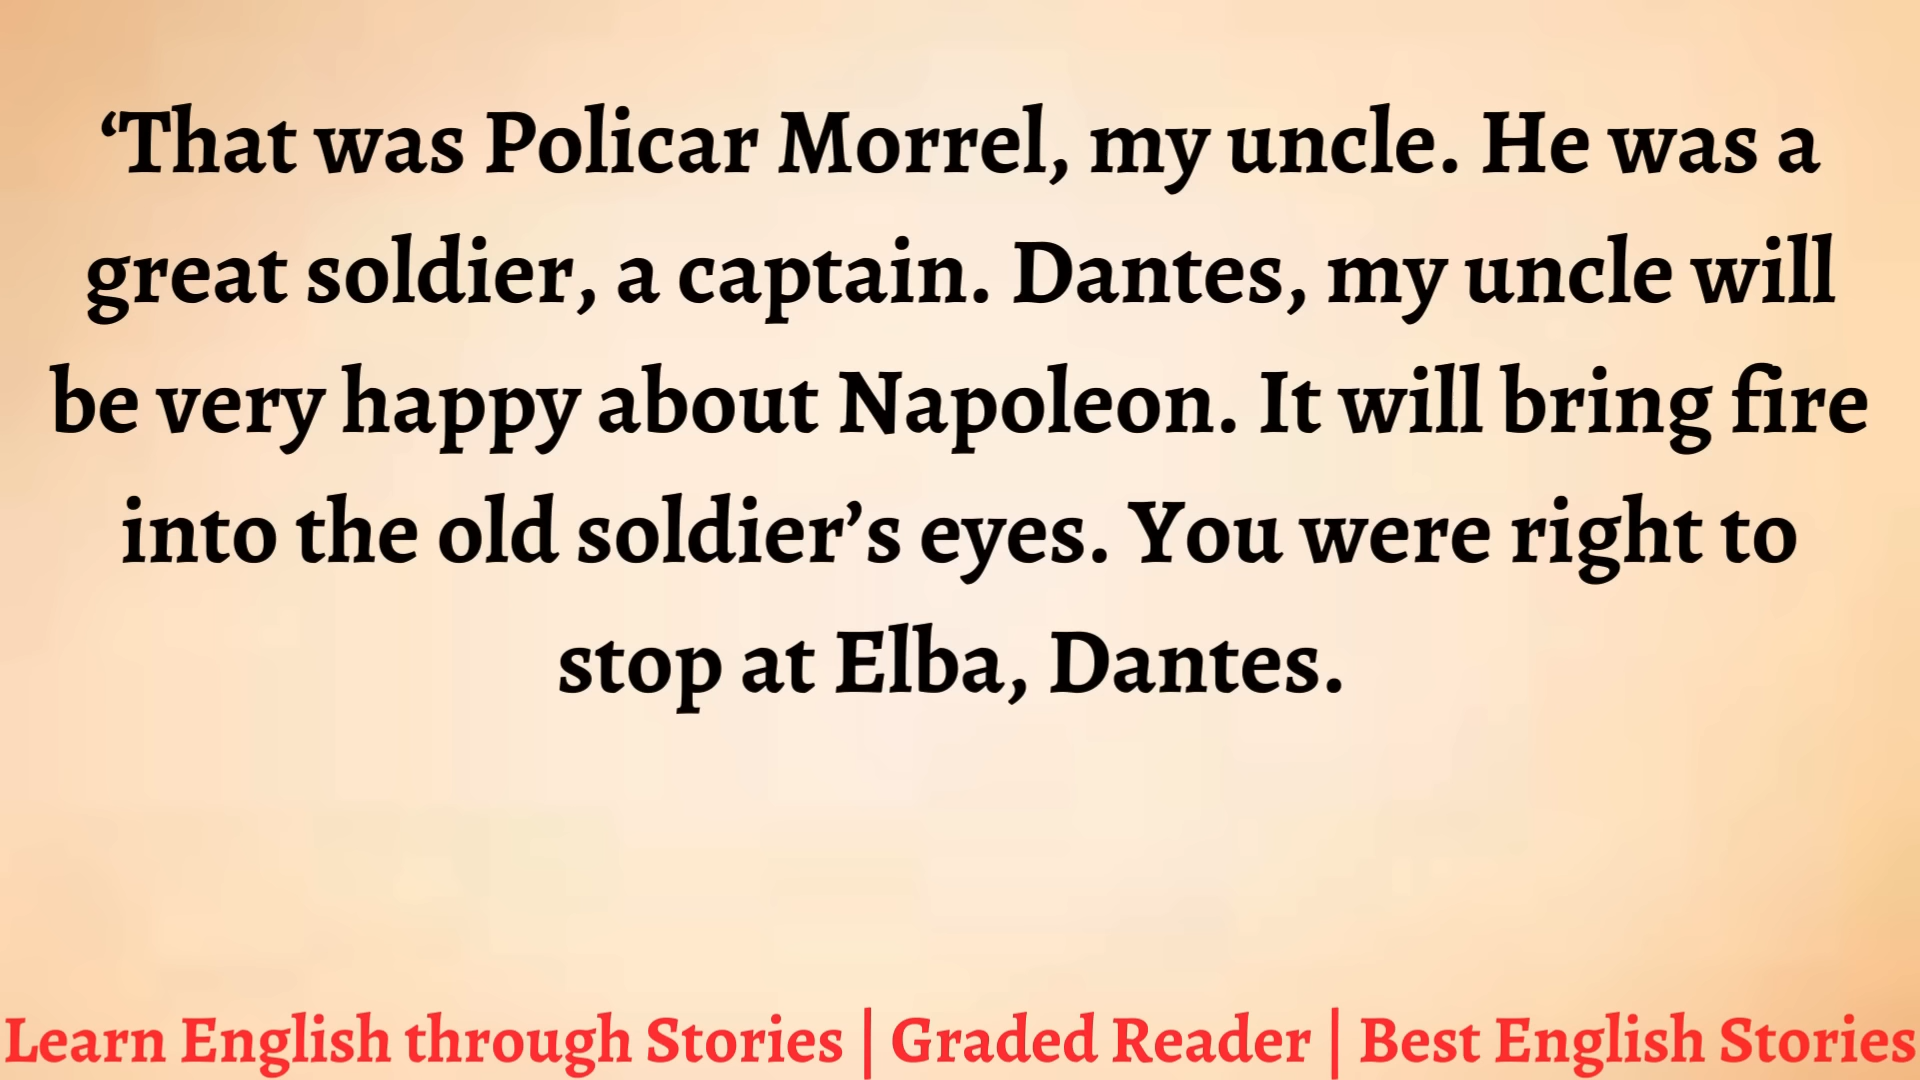 ‘That was Policar Morrel, my uncle. He was a
great soldier, a captain. Dantes, my uncle will
be very happy about Napoleon. It will bring fire
into the old soldier’s eyes. You were right to
stop at Elba, Dantes.
Learn English through Stories | Graded Reader | Best English Stories